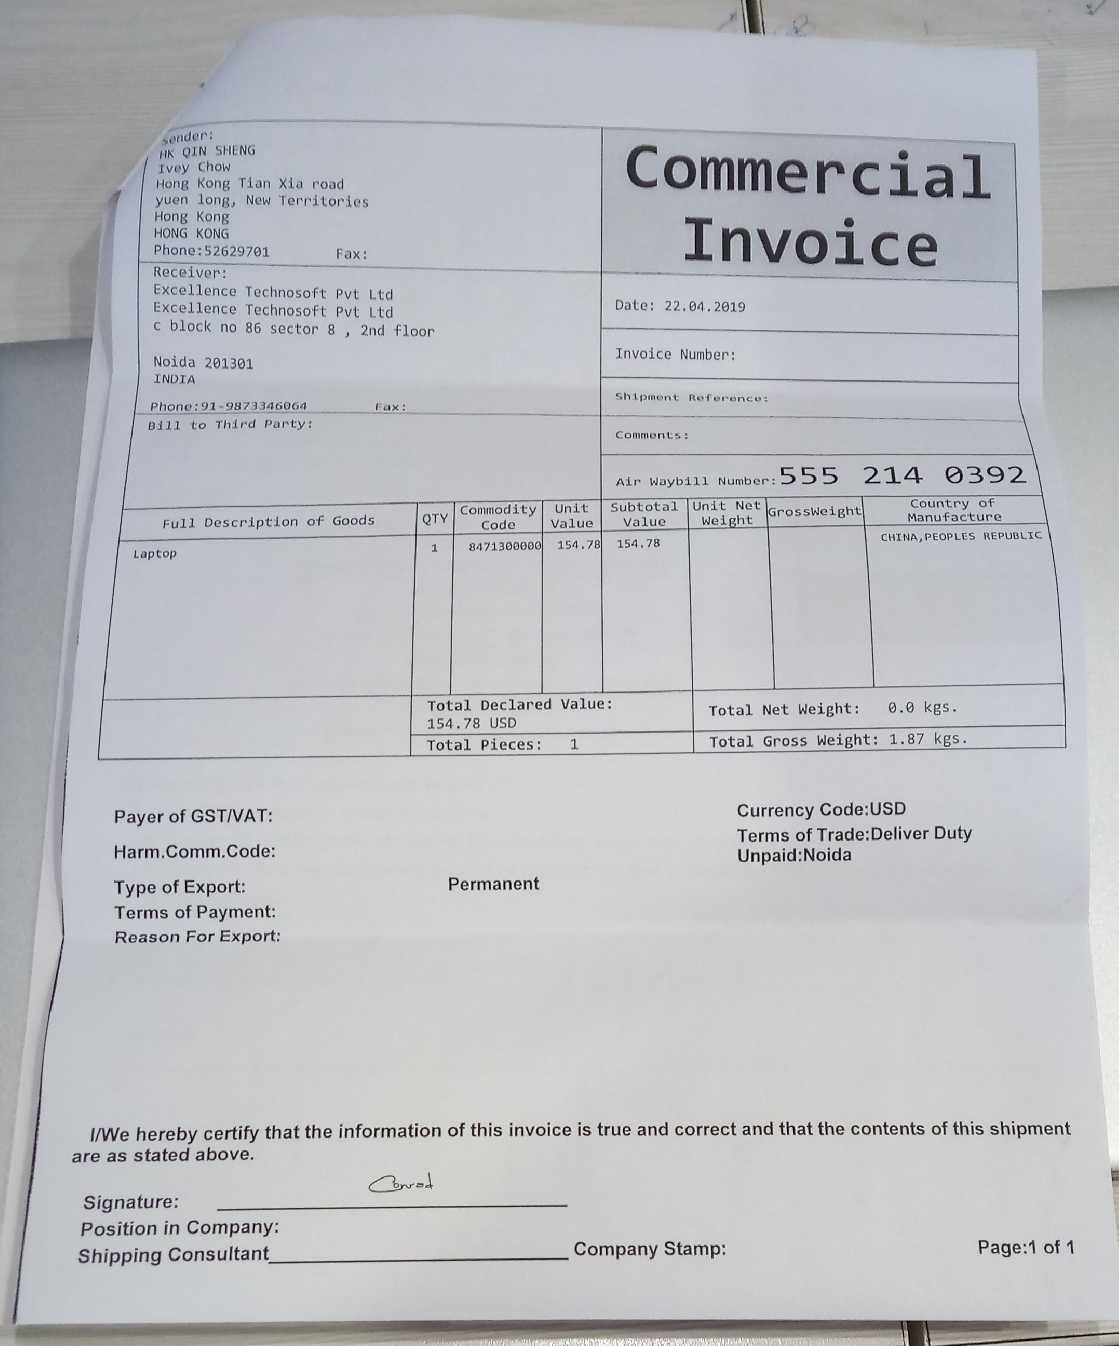 Sender:
HK QIN SHENG
Ivey Chow
Hong Kong Tian Xia road
yuen long, New Territories
Hong Kong
HONG KONG
Phone:52629701 Fax:
Commercial
Invoice
Receiver:
Excellence Technosoft Pvt Ltd
Excellence Technosoft Pvt Ltd
c block no 86 sector 8 , 2nd floor
Noida 201301
INDIA
Phone:91-9873346064 Fax:
Date: 22.04.2019
Invoice Number:
Shipment Reference:
Bill to Third Party:
Comments:
Air Waybill Number:555 214 0392
Full Description of Goods QTY Commodity Code Unit Value Subtotal Value Unit Net Weight GrossWeight Country of Manufacture
Laptop 1 8471300000 154.78 154.78 CHINA,PEOPLES REPUBLIC
Total Declared Value:
154.78 USD
Total Net Weight: 0.0 kgs.
Total Pieces: 1
Total Gross Weight: 1.87 kgs.
Payer of GST/VAT:
Harm.Comm.Code:
Type of Export: Permanent
Terms of Payment:
Reason For Export:
Currency Code:USD
Terms of Trade:Deliver Duty
Unpaid:Noida
I/We hereby certify that the information of this invoice is true and correct and that the contents of this shipment
are as stated above.
Signature: Conrad
Position in Company:
Shipping Consultant Company Stamp: Page:1 of 1